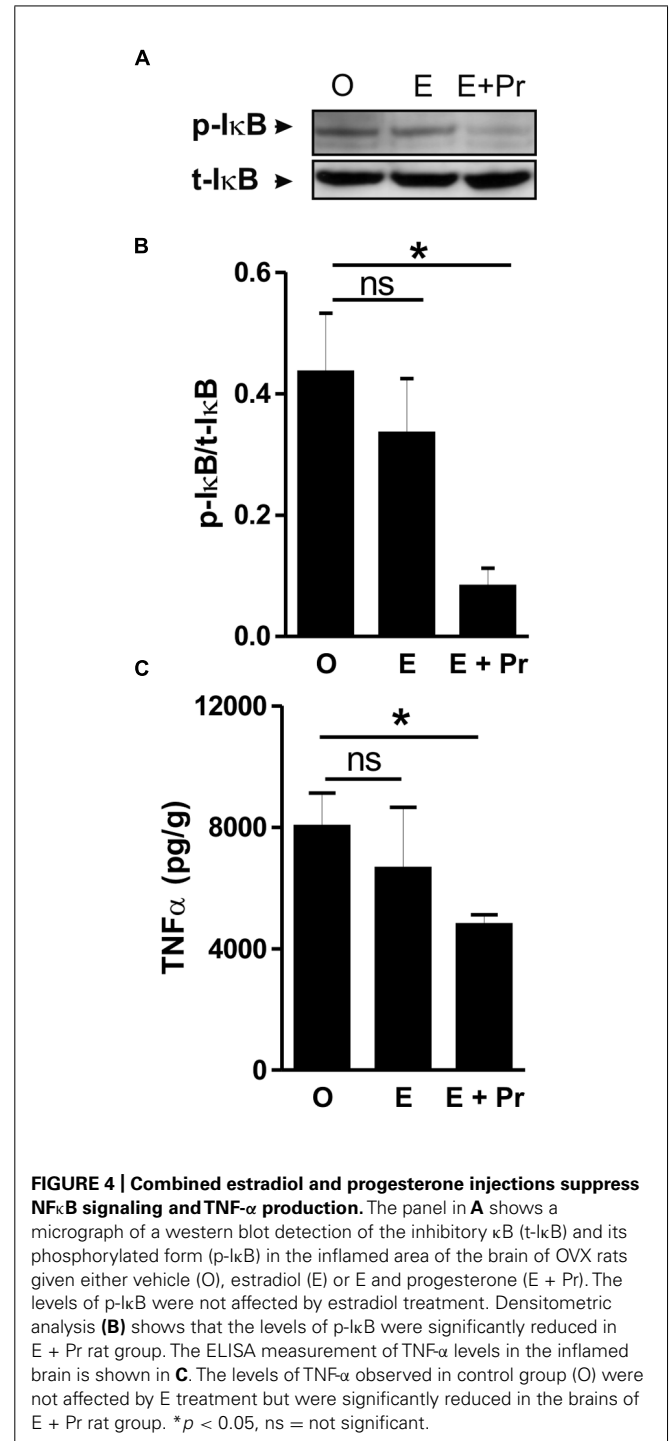 A
O E E+Pr
p-IκB
t-IκB
B
*
ns
0.6
0.4
0.2
0.0
p-IκB/t-IκB
O E E + Pr
C
*
ns
12000
8000
4000
0
TNFα (pg/g)
O E E + Pr
FIGURE 4 | Combined estradiol and progesterone injections suppress
NFκB signaling and TNF-α production. The panel in A shows a
micrograph of a western blot detection of the inhibitory κB (t-IκB) and its
phosphorylated form (p-IκB) in the inflamed area of the brain of OVX rats
given either vehicle (O), estradiol (E) or E and progesterone (E + Pr). The
levels of p-IκB were not affected by estradiol treatment. Densitometric
analysis (B) shows that the levels of p-IκB were significantly reduced in
E + Pr rat group. The ELISA measurement of TNF-α levels in the inflamed
brain is shown in C. The levels of TNF-α observed in control group (O) were
not affected by E treatment but were significantly reduced in the brains of
E + Pr rat group. *p < 0.05, ns = not significant.